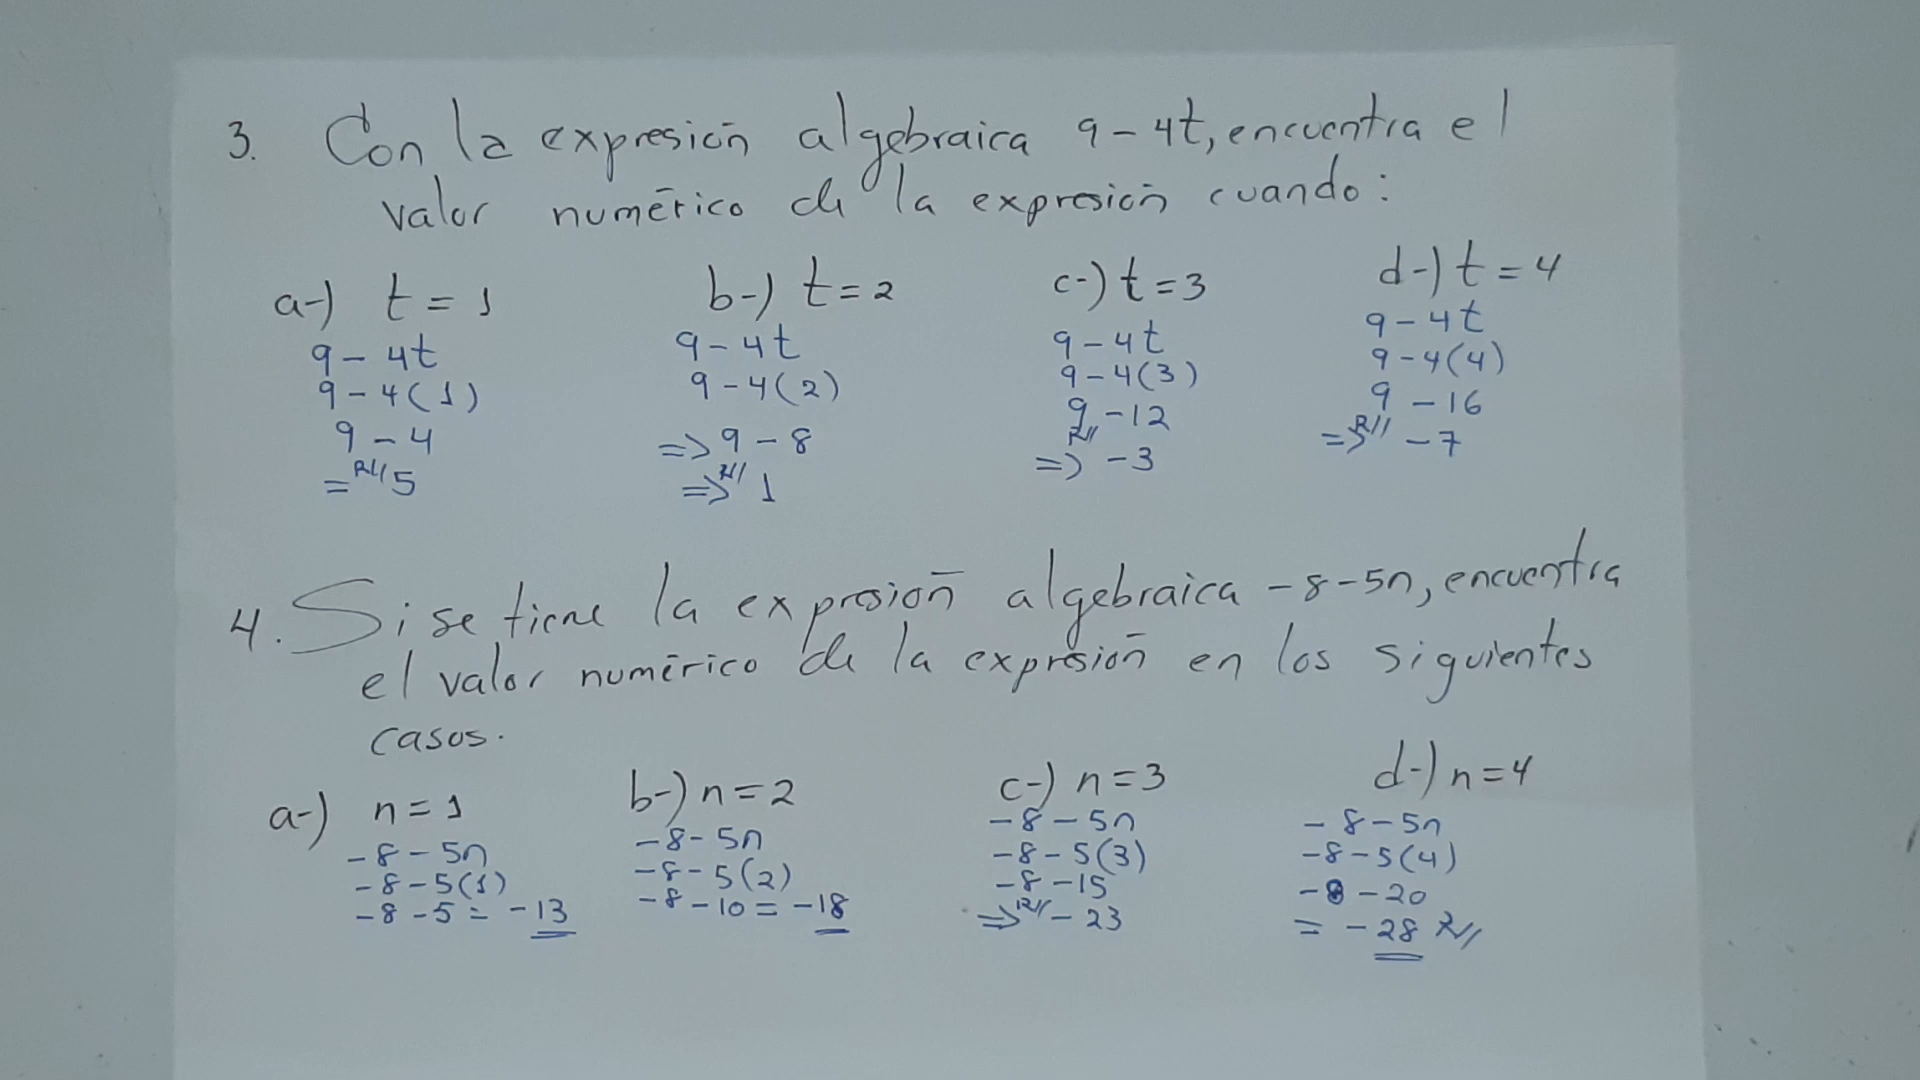 3. Con la expresión algebraica 9-4t, encuentra el
valor numérico de la expresión cuando:
a-) t = 1
9 - 4t
9 - 4(1)
9 - 4
= R// 5
b-) t = 2
9 - 4t
9 - 4(2)
=> 9 - 8
=> R// 1
c-) t = 3
9 - 4t
9 - 4(3)
9 - 12
R//
=> -3
d-) t = 4
9 - 4t
9 - 4(4)
9 - 16
=> R// -7
4. Si se tiene la expresión algebraica -8-5n, encuentra
el valor numérico de la expresión en los siguientes
casos.
a-) n = 1
-8 - 5n
-8 - 5(1)
-8 - 5 = -13
b-) n = 2
-8 - 5n
-8 - 5(2)
-8 - 10 = -18
c-) n = 3
-8 - 5n
-8 - 5(3)
-8 - 15
=> R// - 23
d-) n = 4
-8 - 5n
-8 - 5(4)
-8 - 20
= -28 R//